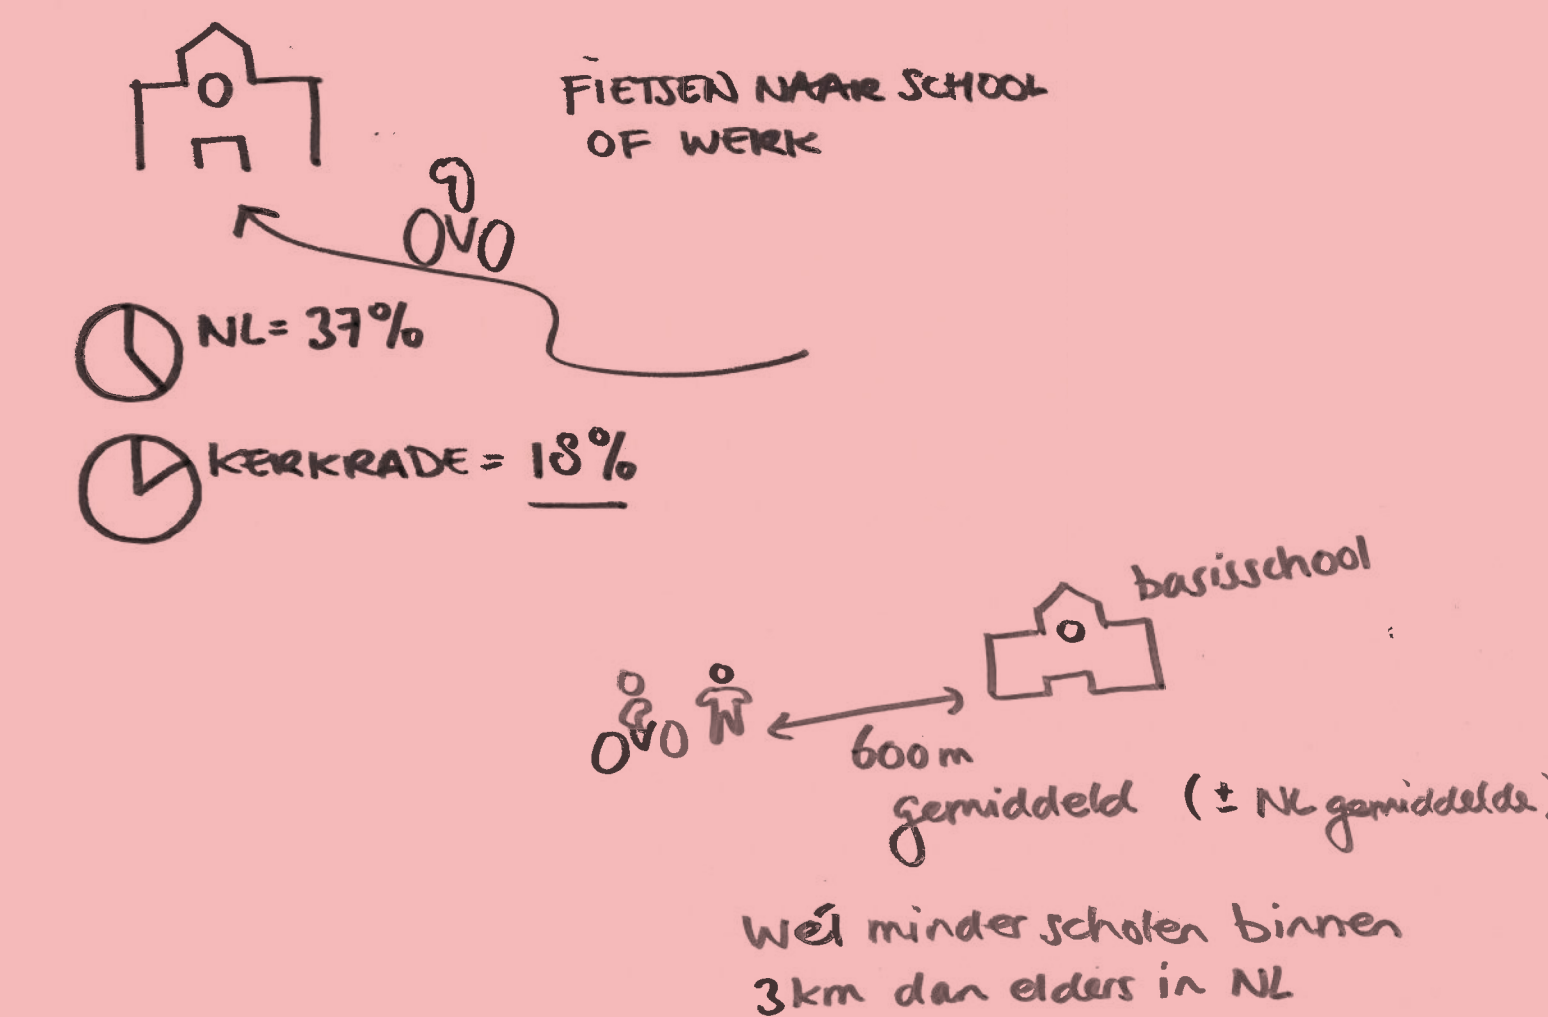 FIETSEN NAAR SCHOOL
OF WERK
NL = 37%
KERKRADE = 18%
basisschool
600m
gemiddeld (± NL gemiddelde)
wél minder scholen binnen
3km dan elders in NL